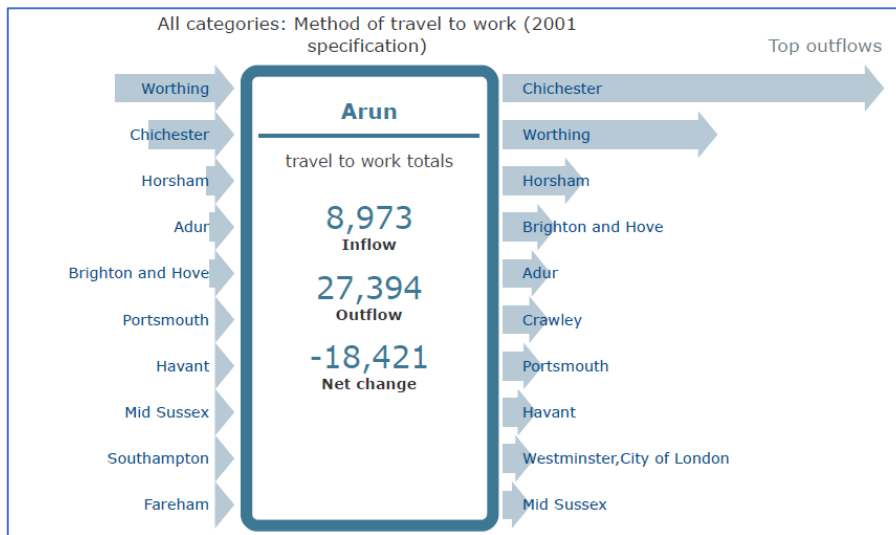 All categories: Method of travel to work (2001
specification)
Top outflows
Worthing
Chichester
Horsham
Adur
Brighton and Hove
Portsmouth
Havant
Mid Sussex
Southampton
Fareham
Arun
travel to work totals
8,973
Inflow
27,394
Outflow
-18,421
Net change
Chichester
Worthing
Horsham
Brighton and Hove
Adur
Crawley
Portsmouth
Havant
Westminster,City of London
Mid Sussex